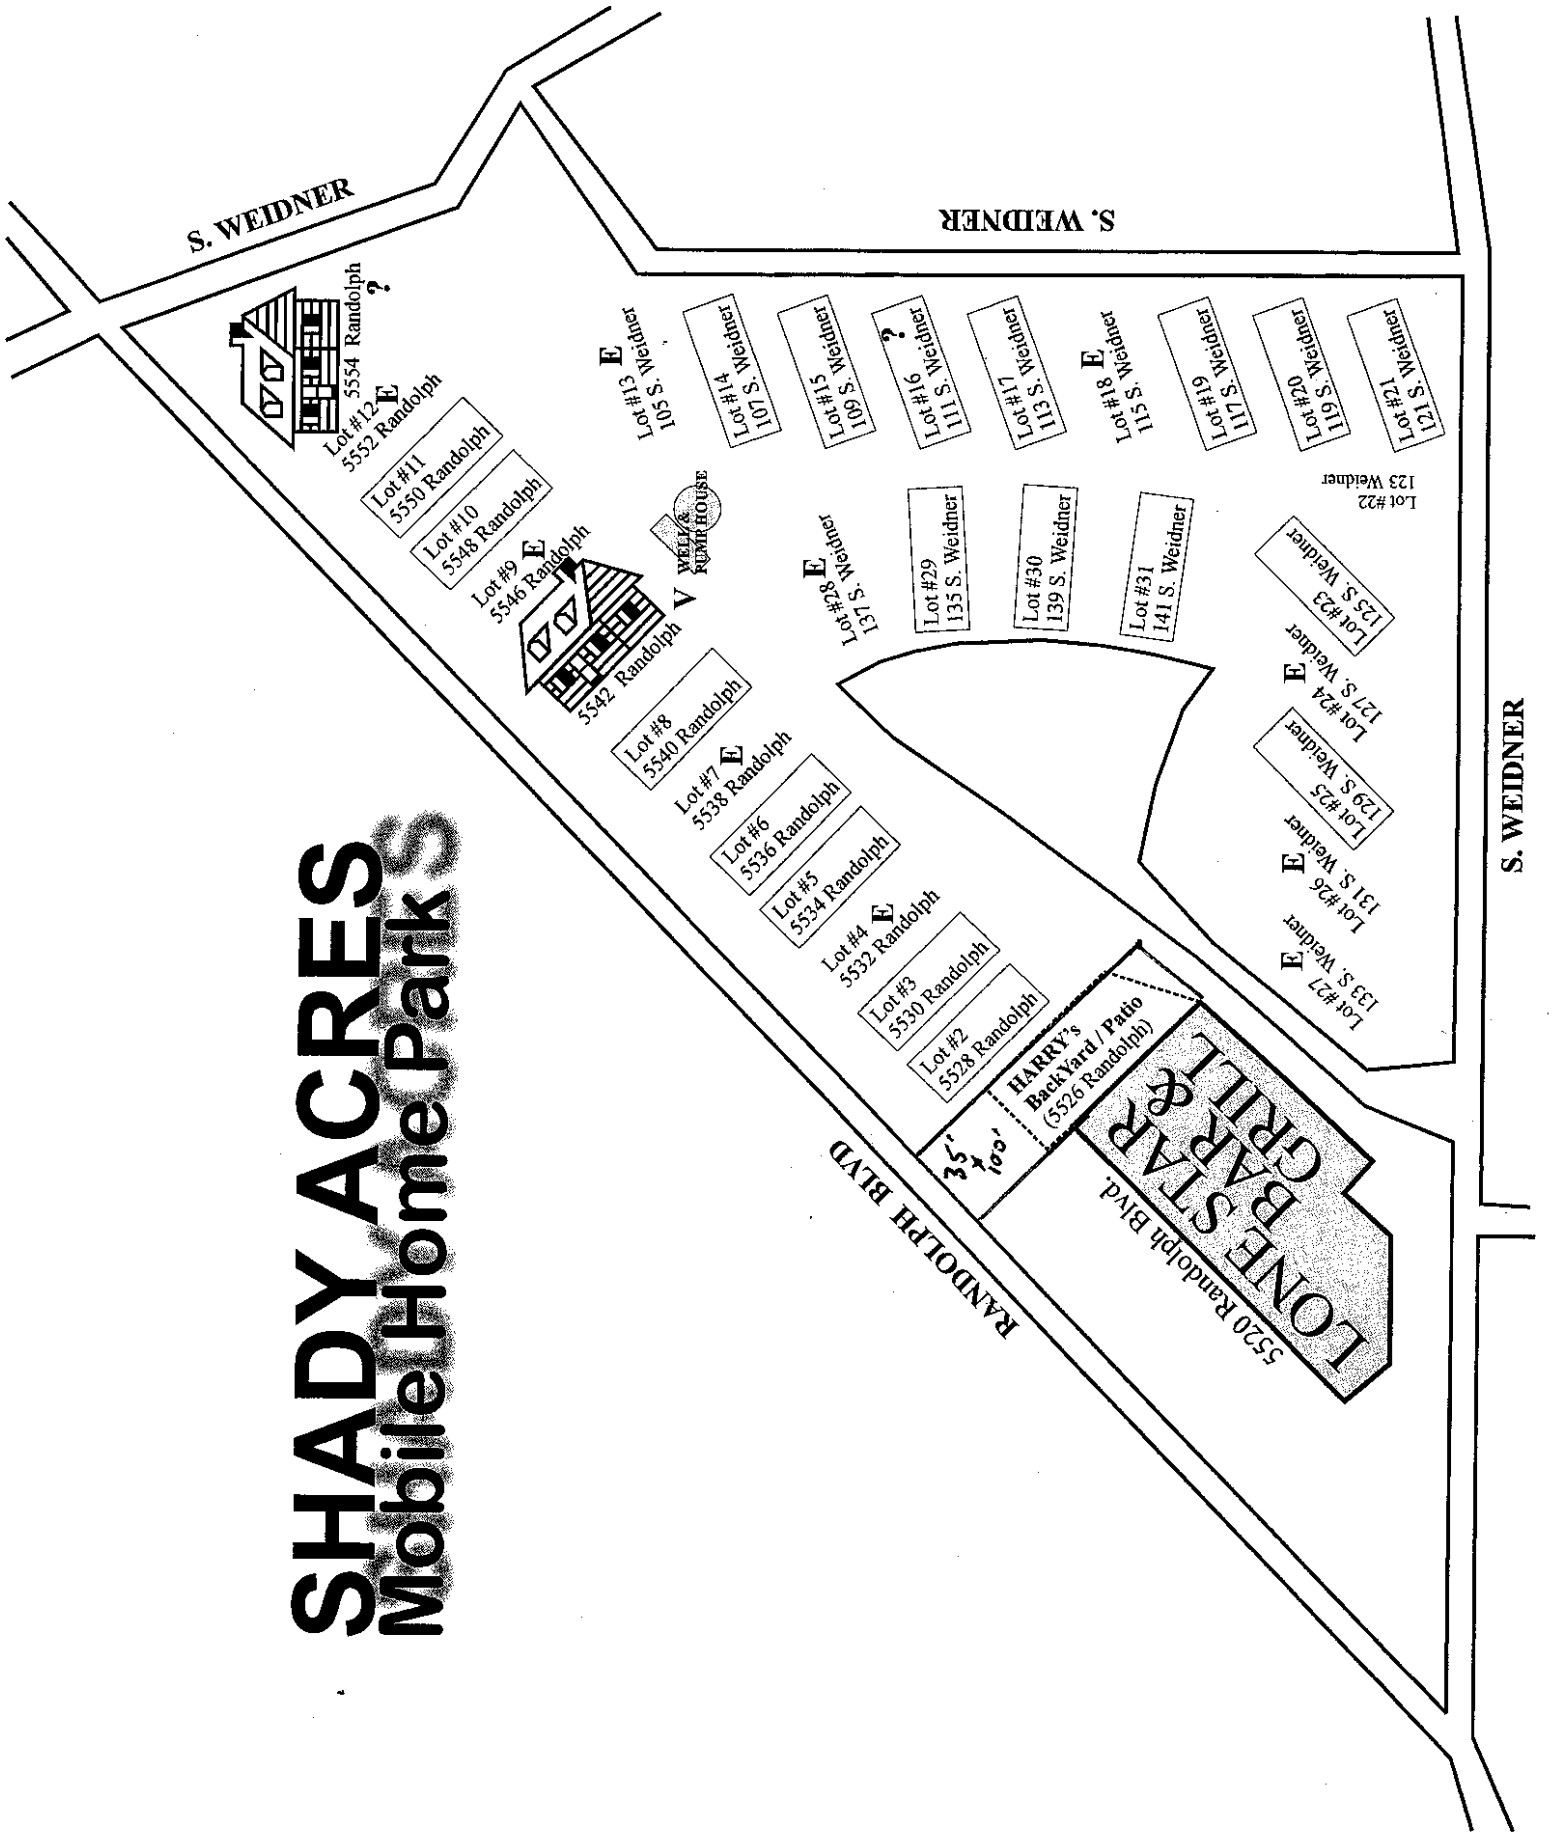 SHADY ACRES
Mobile Home Park
S. WEIDNER
5554 Randolph
?
Lot #12 E
5552 Randolph
Lot #11
5550 Randolph
Lot #10
5548 Randolph
Lot #9 E
5546 Randolph
5542 Randolph
V
WELL &
PUMP HOUSE
Lot #8
5540 Randolph
Lot #7 E
5538 Randolph
Lot #6
5536 Randolph
Lot #5
5534 Randolph
Lot #4 E
5532 Randolph
Lot #3
5530 Randolph
Lot #2
5528 Randolph
HARRY's
BackYard / Patio
(5526 Randolph)
35'
+
100'
RANDOLPH BLVD
5520 Randolph Blvd.
LONE STAR
BAR &
GRILL
S. WEIDNER
Lot #13 E
105 S. Weidner
Lot #14
107 S. Weidner
Lot #15
109 S. Weidner
Lot #16 ?
111 S. Weidner
Lot #17
113 S. Weidner
Lot #18 E
115 S. Weidner
Lot #19
117 S. Weidner
Lot #20
119 S. Weidner
Lot #21
121 S. Weidner
Lot #22
123 Weidner
Lot #23
125 S. Weidner
Lot #24 E
127 S. Weidner
Lot #25
129 S. Weidner
Lot #26 E
131 S. Weidner
Lot #27 E
133 S. Weidner
Lot #28 E
137 S. Weidner
Lot #29
135 S. Weidner
Lot #30
139 S. Weidner
Lot #31
141 S. Weidner
S. WEIDNER